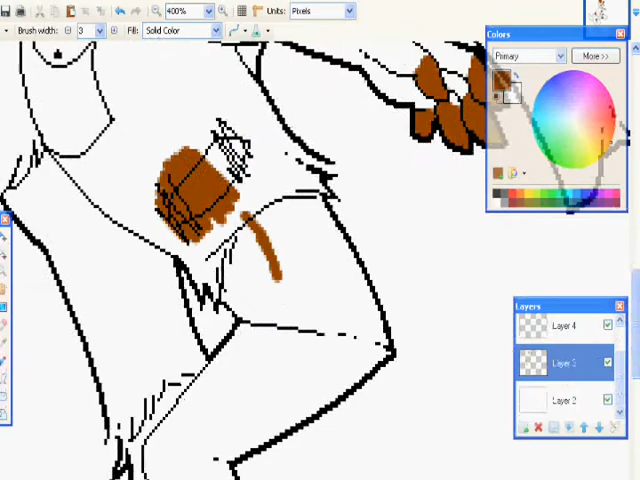 400%
Units: Pixels
Brush width: 3 Fill: Solid Color
Colors
Primary More >>
Layers
Layer 4
Layer 3
Layer 2